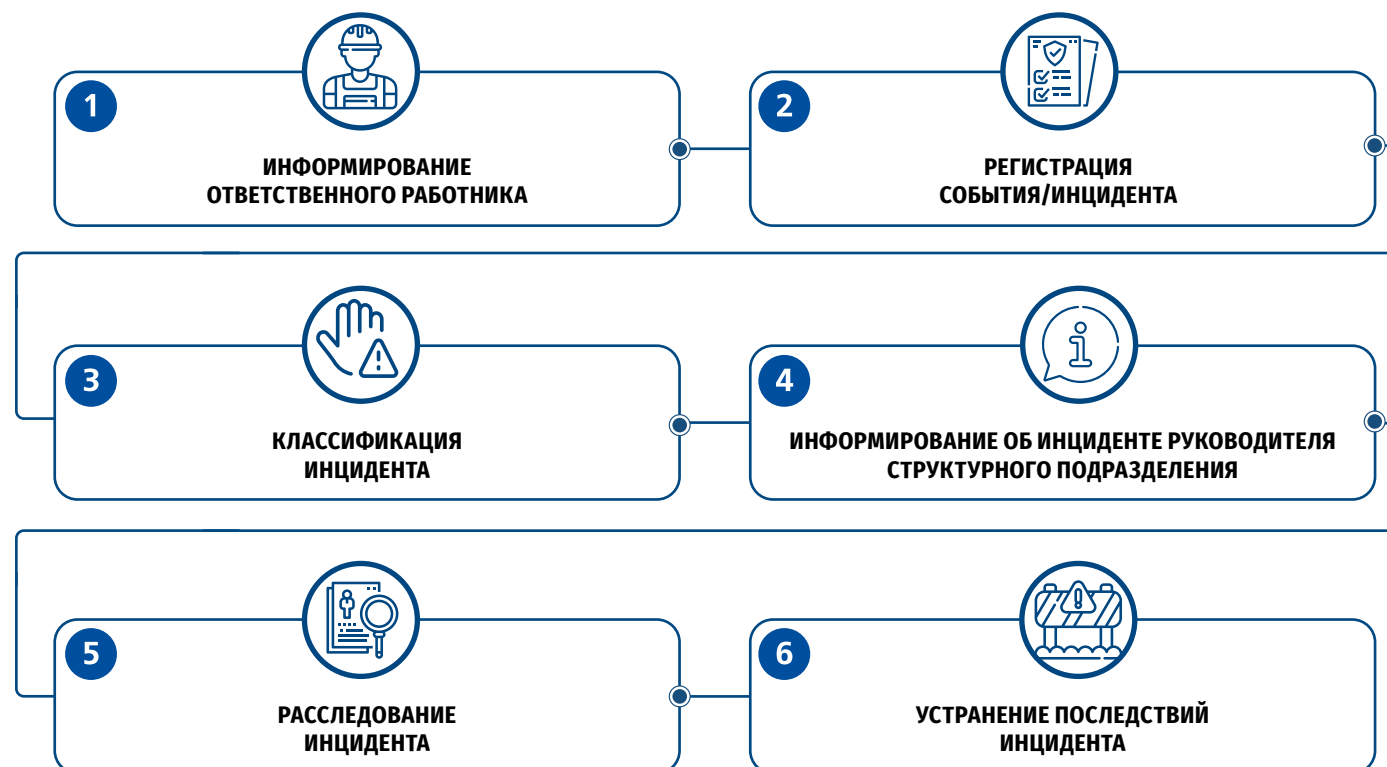 1
ИНФОРМИРОВАНИЕ
ОТВЕТСТВЕННОГО РАБОТНИКА
2
РЕГИСТРАЦИЯ
СОБЫТИЯ/ИНЦИДЕНТА
3
КЛАССИФИКАЦИЯ
ИНЦИДЕНТА
4
ИНФОРМИРОВАНИЕ ОБ ИНЦИДЕНТЕ РУКОВОДИТЕЛЯ
СТРУКТУРНОГО ПОДРАЗДЕЛЕНИЯ
5
РАССЛЕДОВАНИЕ
ИНЦИДЕНТА
6
УСТРАНЕНИЕ ПОСЛЕДСТВИЙ
ИНЦИДЕНТА